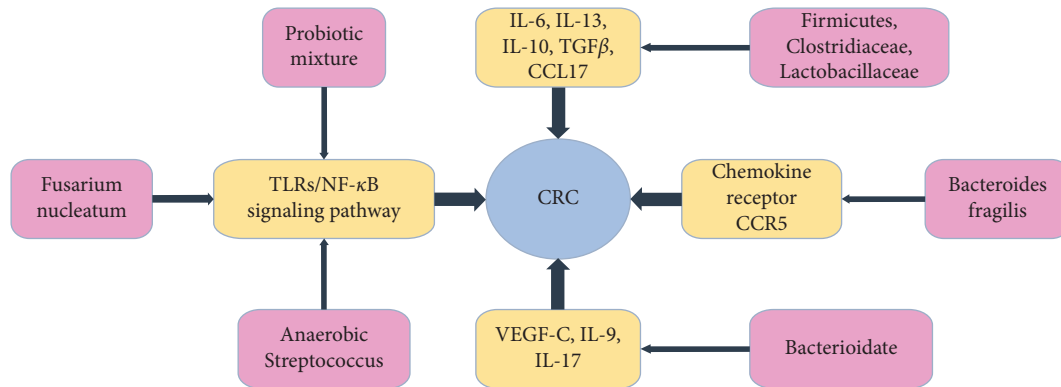 Probiotic
mixture
IL-6, IL-13,
IL-10, TGFβ,
CCL17
Firmicutes,
Clostridiaceae,
Lactobacillaceae
Fusarium
nucleatum
TLRs/NF-κB
signaling pathway
CRC
Chemokine
receptor
CCR5
Bacteroides
fragilis
Anaerobic
Streptococcus
VEGF-C, IL-9,
IL-17
Bacterioidate